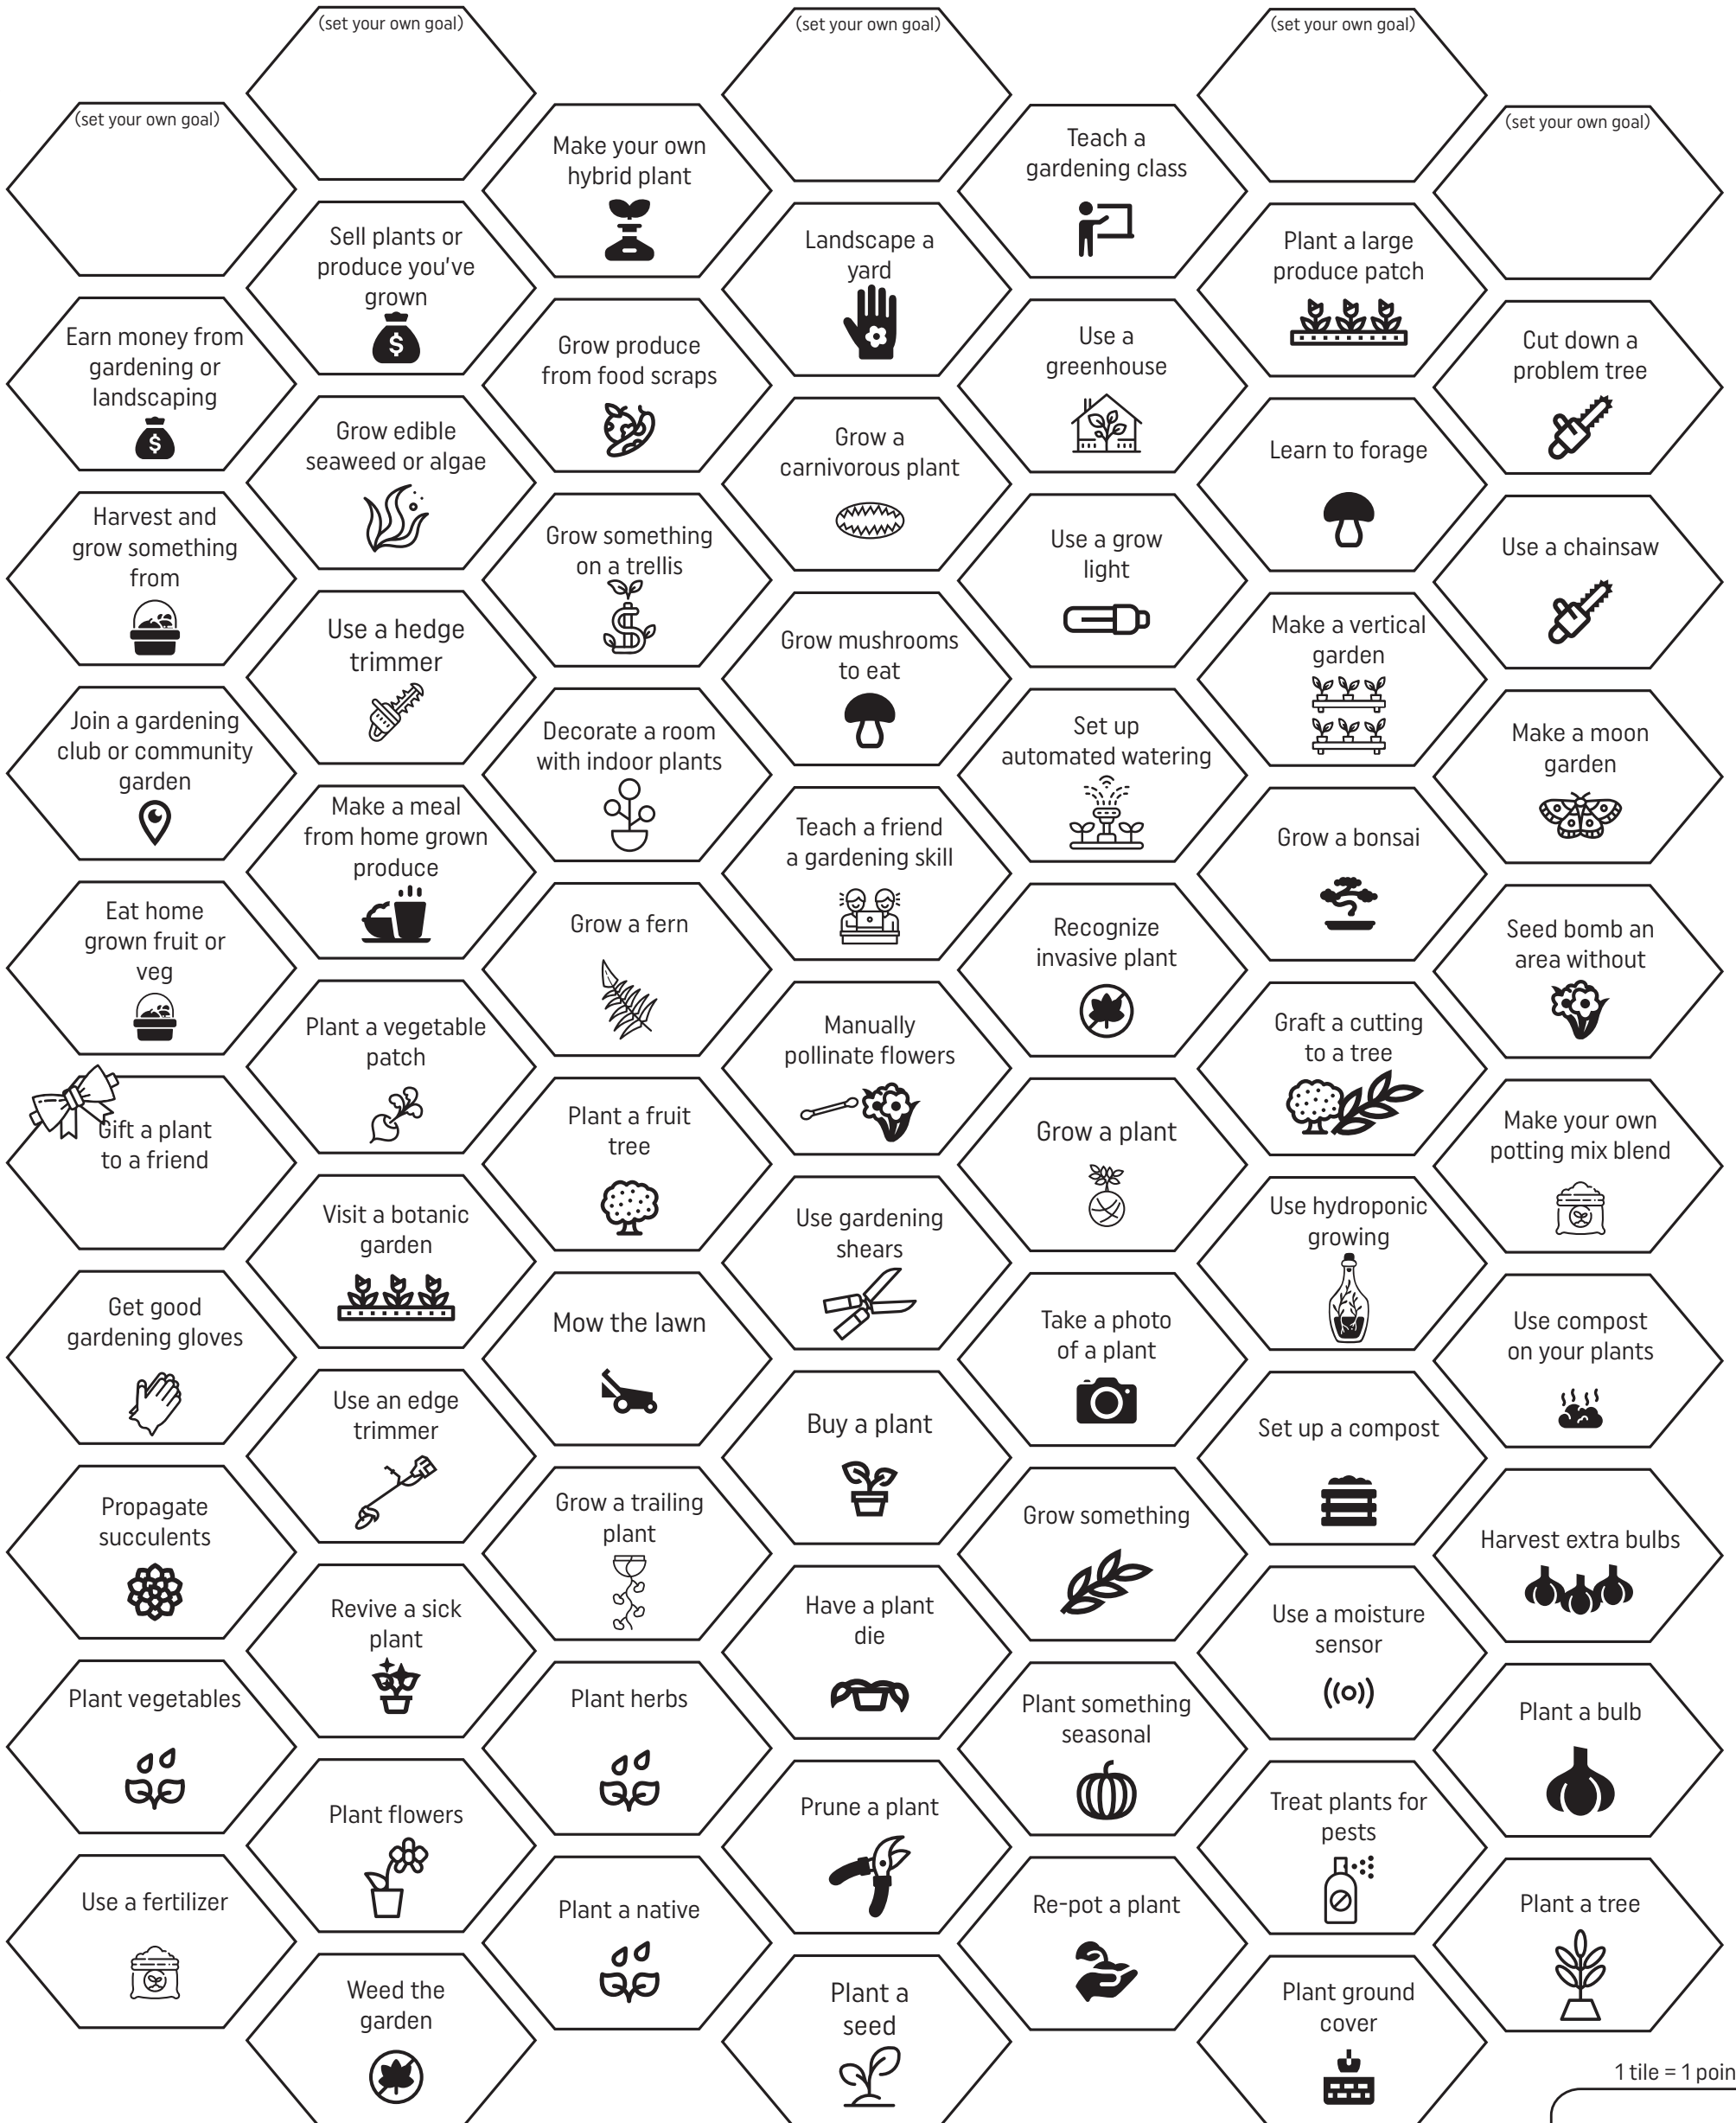 (set your own goal)
(set your own goal)
(set your own goal)
(set your own goal)
(set your own goal)
Make your own
hybrid plant
Teach a
gardening class
Sell plants or
produce you've
grown
Landscape a
yard
Plant a large
produce patch
Earn money from
gardening or
landscaping
Grow produce
from food scraps
Use a
greenhouse
Cut down a
problem tree
Grow edible
seaweed or algae
Grow a
carnivorous plant
Learn to forage
Harvest and
grow something
from
Grow something
on a trellis
Use a grow
light
Use a chainsaw
Use a hedge
trimmer
Grow mushrooms
to eat
Make a vertical
garden
Join a gardening
club or community
garden
Decorate a room
with indoor plants
Set up
automated watering
Make a moon
garden
Make a meal
from home grown
produce
Teach a friend
a gardening skill
Grow a bonsai
Eat home
grown fruit or
veg
Grow a fern
Recognize
invasive plant
Seed bomb an
area without
Plant a vegetable
patch
Manually
pollinate flowers
Graft a cutting
to a tree
Gift a plant
to a friend
Plant a fruit
tree
Grow a plant
Make your own
potting mix blend
Visit a botanic
garden
Use gardening
shears
Use hydroponic
growing
Get good
gardening gloves
Mow the lawn
Take a photo
of a plant
Use compost
on your plants
Use an edge
trimmer
Buy a plant
Set up a compost
Propagate
succulents
Grow a trailing
plant
Grow something
Harvest extra bulbs
Revive a sick
plant
Have a plant
die
Use a moisture
sensor
Plant vegetables
Plant herbs
Plant something
seasonal
Plant a bulb
Plant flowers
Prune a plant
Treat plants for
pests
Use a fertilizer
Plant a native
Re-pot a plant
Plant a tree
Weed the
garden
Plant a
seed
Plant ground
cover
1 tile = 1 poin